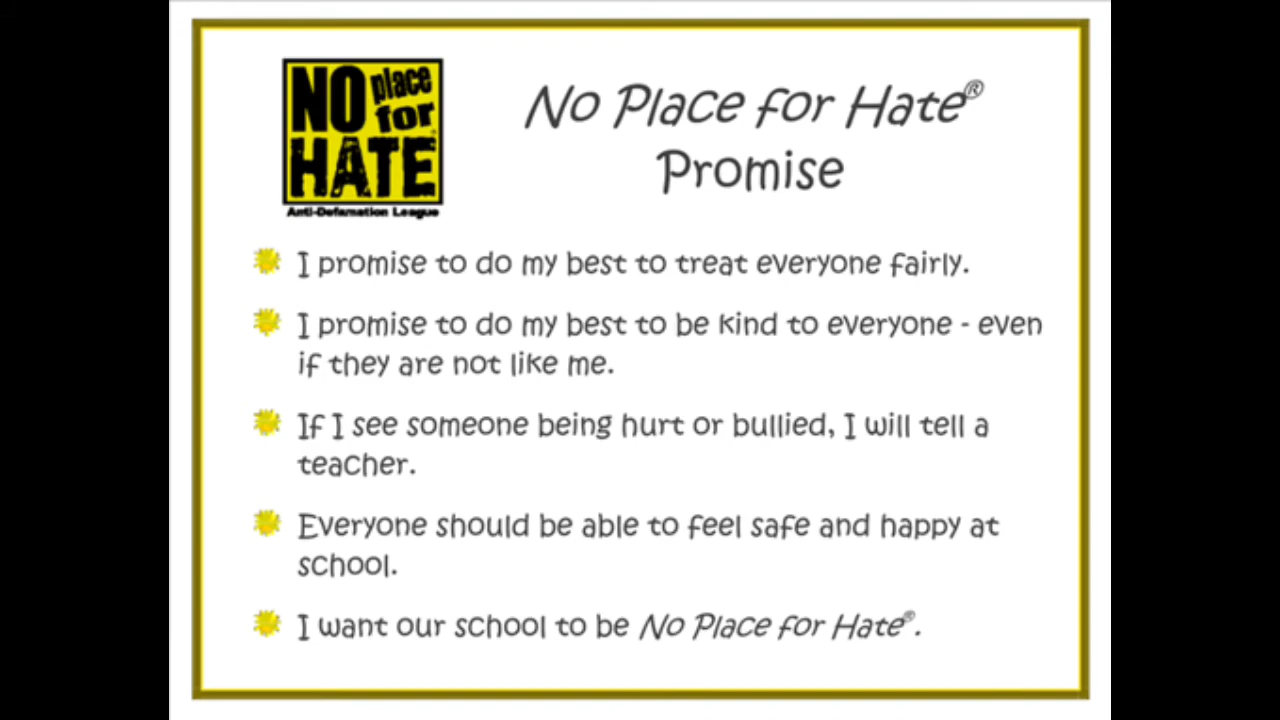 NO place for HATE
Anti-Defamation League
No Place for Hate®
Promise
I promise to do my best to treat everyone fairly.
I promise to do my best to be kind to everyone - even
if they are not like me.
If I see someone being hurt or bullied, I will tell a
teacher.
Everyone should be able to feel safe and happy at
school.
I want our school to be No Place for Hate®.